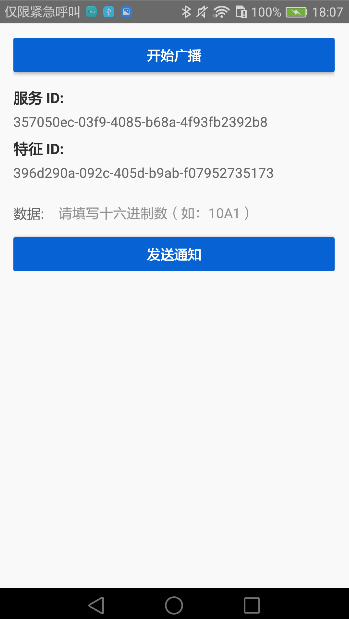 仅限紧急呼叫 100% 18:07
开始广播
服务 ID:
357050ec-03f9-4085-b68a-4f93fb2392b8
特征 ID:
396d290a-092c-405d-b9ab-f07952735173
数据: 请填写十六进制数（如：10A1）
发送通知